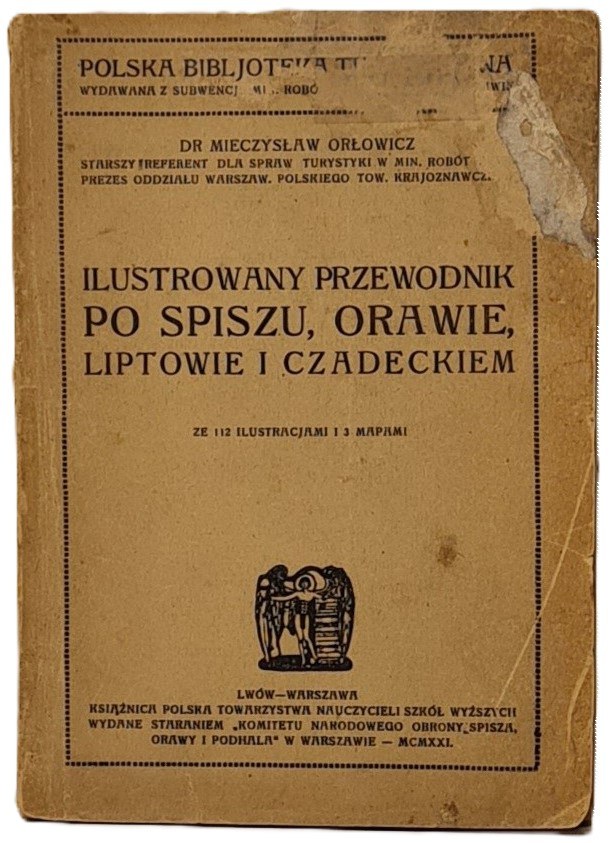 POLSKA BIBLJOTEKA
WYDAWANA Z
DR MIECZYSŁAW ORŁOWICZ
STARSZY REFERENT DLA SPRAW TURYSTYKI W MIN. ROBÓT
PREZES ODDZIAŁU WARSZAW. POLSKIEGO TOW. KRAJOZNAWCZ.
ILUSTROWANY PRZEWODNIK
PO SPISZU, ORAWIE,
LIPTOWIE I CZADECKIEM
ZE 112 ILUSTRACJAMI I 3 MAPAMI
LWÓW—WARSZAWA
KSIĄŻNICA POLSKA TOWARZYSTWA NAUCZYCIELI SZKÓŁ WYŻSZYCH
WYDANE STARANIEM „KOMITETU NARODOWEGO OBRONY SPISZA,
ORAWY I PODHALA" W WARSZAWIE — MCMXXI.